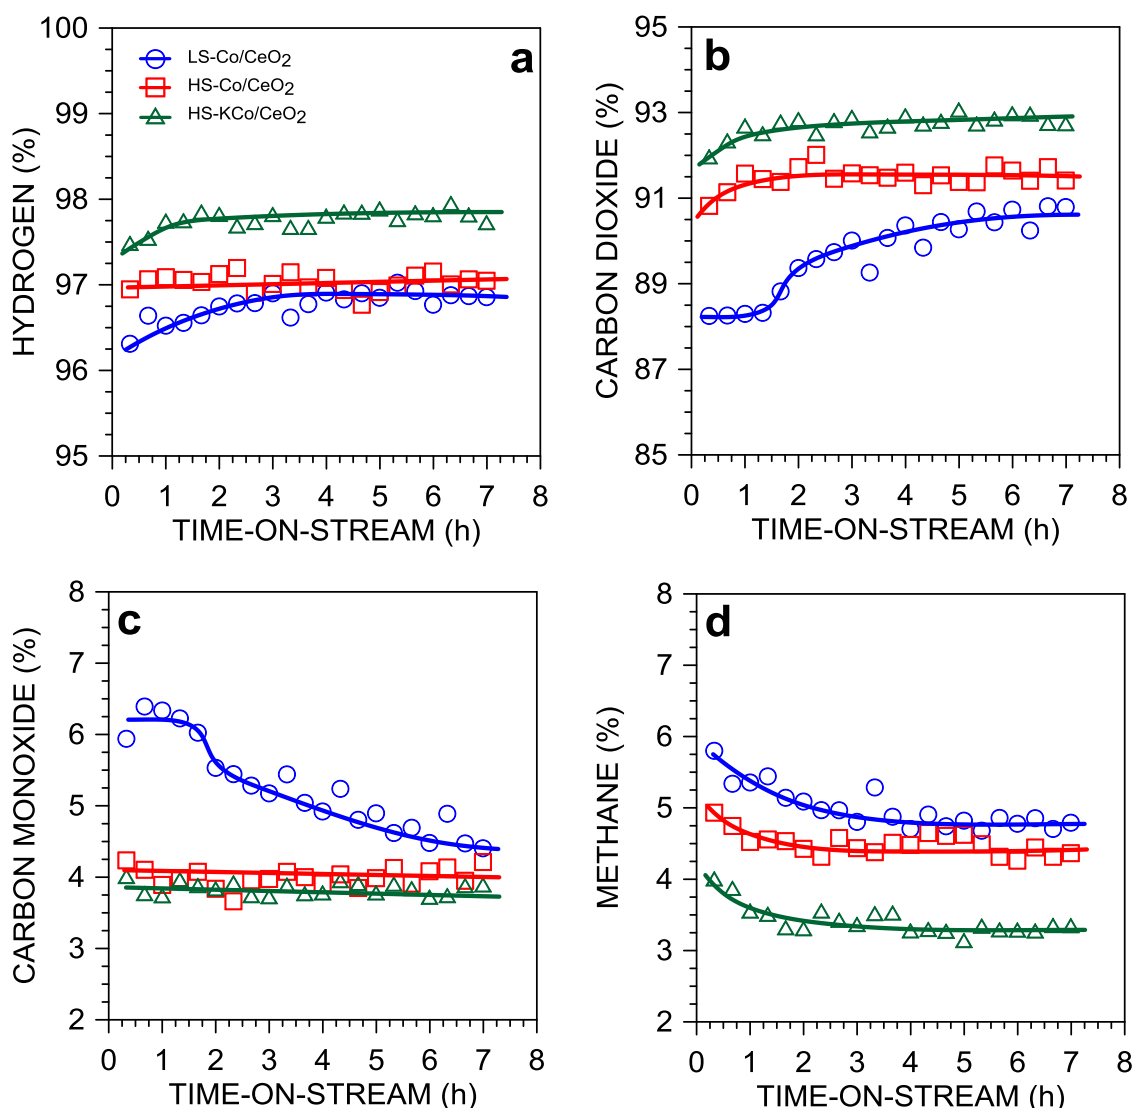 a
HYDROGEN (%)
100
99
98
97
96
95
LS-Co/CeO2
HS-Co/CeO2
HS-KCo/CeO2
0 1 2 3 4 5 6 7 8
TIME-ON-STREAM (h)
b
CARBON DIOXIDE (%)
95
93
91
89
87
85
0 1 2 3 4 5 6 7 8
TIME-ON-STREAM (h)
c
CARBON MONOXIDE (%)
8
7
6
5
4
3
2
0 1 2 3 4 5 6 7 8
TIME-ON-STREAM (h)
d
METHANE (%)
8
7
6
5
4
3
2
0 1 2 3 4 5 6 7 8
TIME-ON-STREAM (h)